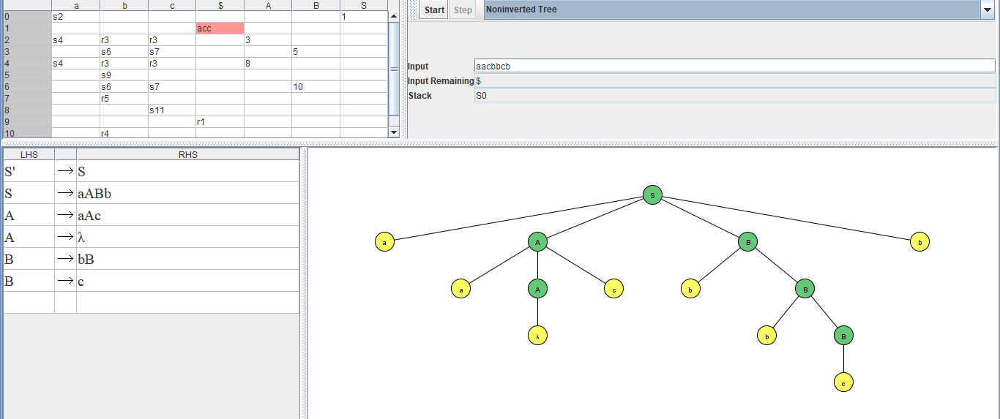 a b c $ A B S
0 s2 1
1 acc
2 s4 r3 r3 3
3 s6 s7 5
4 s4 r3 r3 8
5 s9
6 s6 s7 10
7 r5
8 s11
9 r1
10 r4
Start Step Noninverted Tree
Input aacbbcb
Input Remaining $
Stack S0
LHS RHS
S' → S
S → aABb
A → aAc
A → λ
B → bB
B → c
S
a A B b
a A c b B
λ b B
c